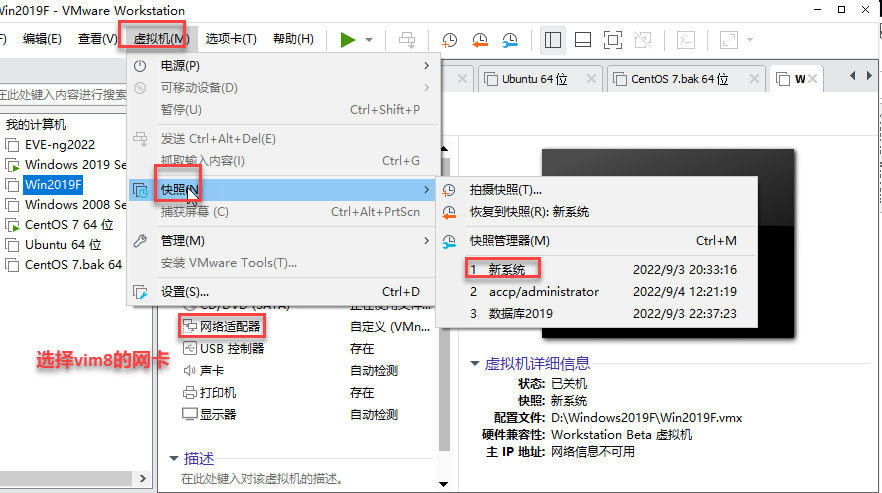 Win2019F - VMware Workstation
F) 编辑(E) 查看(V) 虚拟机(M) 选项卡(T) 帮助(H)
在此处键入内容进行搜索
我的计算机
EVE-ng2022
Windows 2019 Se
Win2019F
Windows 2008 Se
CentOS 7 64 位
Ubuntu 64 位
CentOS 7.bak 64
Ubuntu 64 位
CentOS 7.bak 64 位
W
电源(P)
可移动设备(D)
暂停(U) Ctrl+Shift+P
发送 Ctrl+Alt+Del(E)
抓取输入内容(I) Ctrl+G
快照(N
捕获屏幕 (C) Ctrl+Alt+PrtScn
管理(M)
安装 VMware Tools(T)...
设置(S)... Ctrl+D
拍摄快照(T)...
恢复到快照(R): 新系统
快照管理器(M) Ctrl+M
1 新系统 2022/9/3 20:33:16
2 accp/administrator 2022/9/4 12:21:19
3 数据库2019 2022/9/3 22:37:23
CD/DVD (SATA) 正在使用文件...
网络适配器 自定义 (VMn...
USB 控制器 存在
声卡 自动检测
打印机 存在
显示器 自动检测
选择vim8的网卡
描述
在此处键入对该虚拟机的描述。
虚拟机详细信息
状态: 已关机
快照: 新系统
配置文件: D:\Windows2019F\Win2019F.vmx
硬件兼容性: Workstation Beta 虚拟机
主 IP 地址: 网络信息不可用